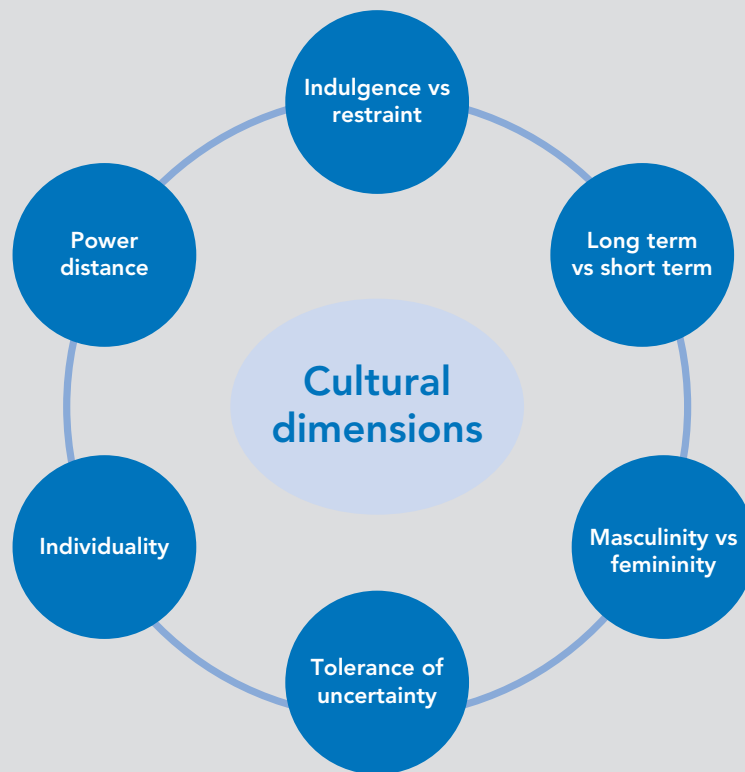 Indulgence vs
restraint
Power
distance
Long term
vs short term
Cultural
dimensions
Individuality
Masculinity vs
femininity
Tolerance of
uncertainty